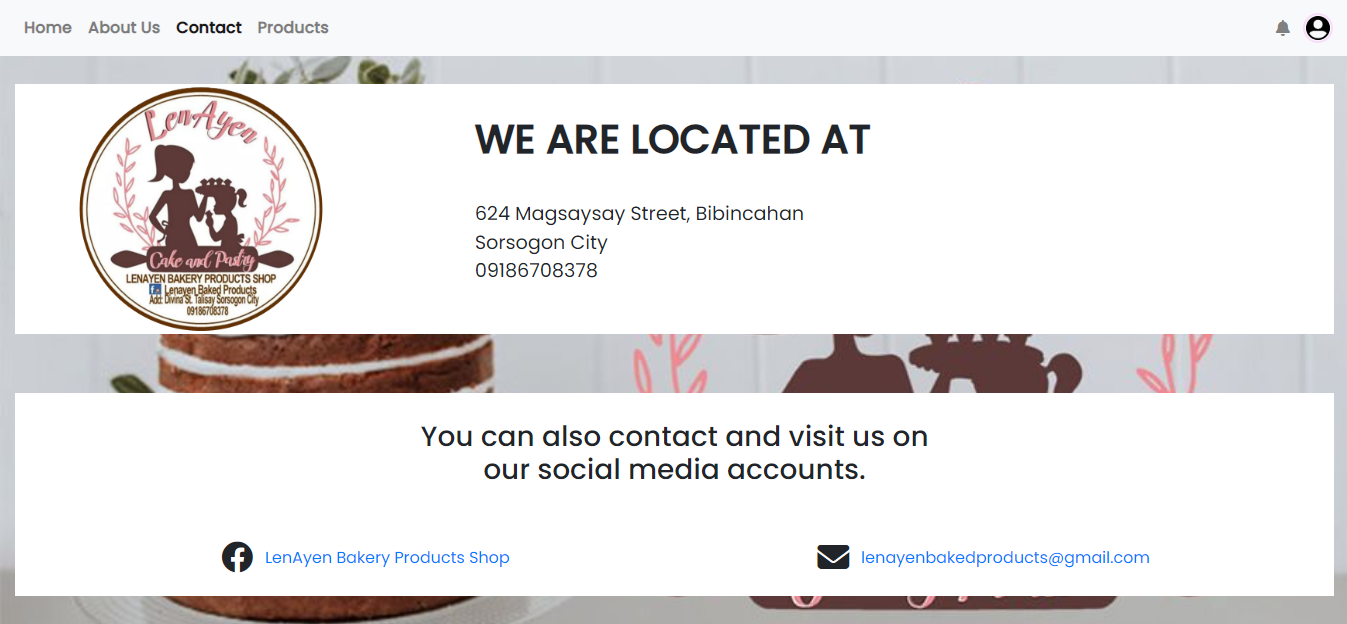 Home About Us Contact Products
LenAyen
Cake and Pastry
LENAYEN BAKERY PRODUCTS SHOP
Lenayen Baked Products
Add: Divina St. Talisay Sorsogon City
09186708378
WE ARE LOCATED AT
624 Magsaysay Street, Bibincahan
Sorsogon City
09186708378
You can also contact and visit us on
our social media accounts.
LenAyen Bakery Products Shop
lenayenbakedproducts@gmail.com